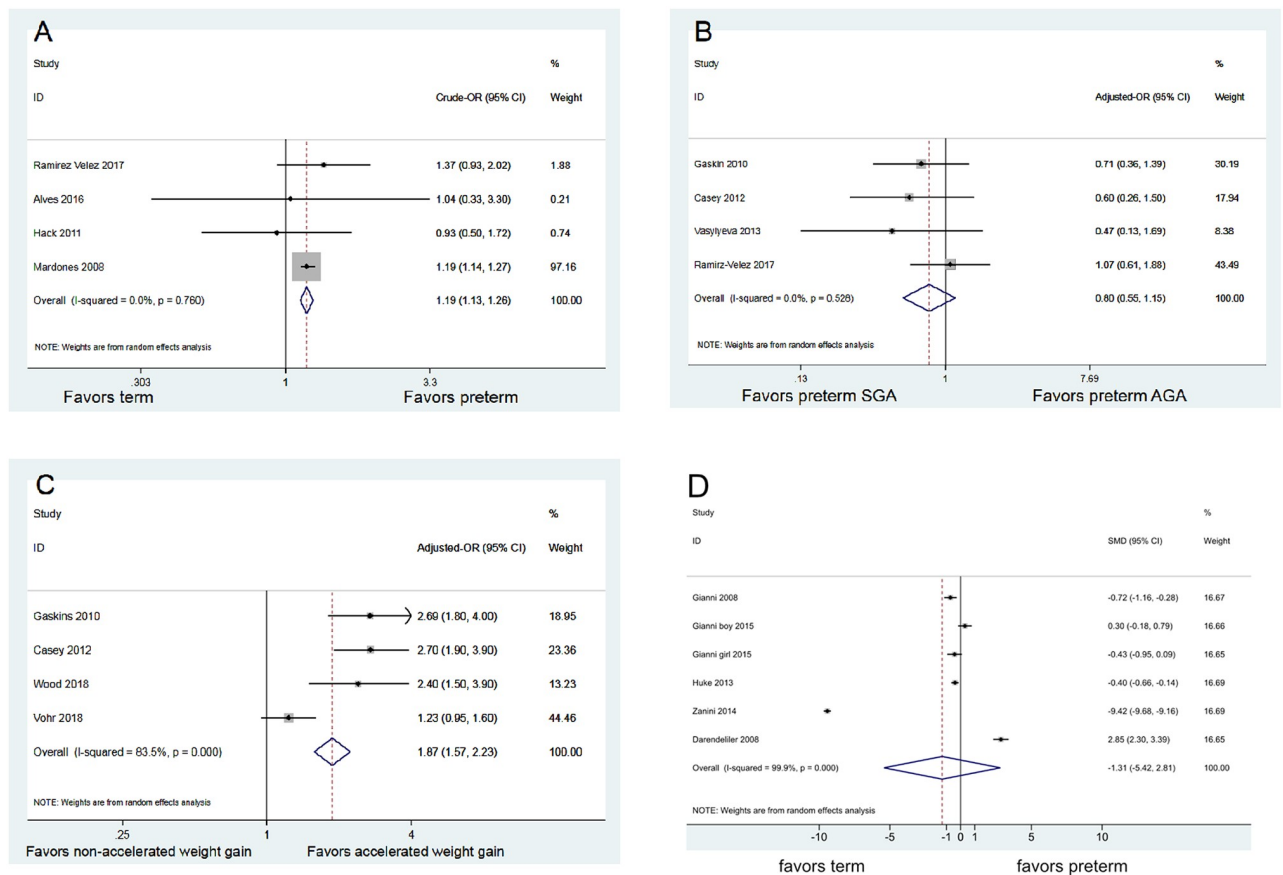 A
Study %
ID Crude-OR (95% CI) Weight
Ramirez Velez 2017 1.37 (0.93, 2.02) 1.88
Alves 2016 1.04 (0.33, 3.30) 0.21
Hack 2011 0.93 (0.50, 1.72) 0.74
Mardones 2008 1.19 (1.14, 1.27) 97.16
Overall (I-squared = 0.0%, p = 0.760) 1.19 (1.13, 1.26) 100.00
NOTE: Weights are from random effects analysis
.303 1 3.3
Favors term Favors preterm
B
Study %
ID Adjusted-OR (95% CI) Weight
Gaskin 2010 0.71 (0.36, 1.39) 30.19
Casey 2012 0.60 (0.26, 1.50) 17.94
Vasylyeva 2013 0.47 (0.13, 1.69) 8.38
Ramirz-Velez 2017 1.07 (0.61, 1.88) 43.49
Overall (I-squared = 0.0%, p = 0.526) 0.80 (0.55, 1.15) 100.00
NOTE: Weights are from random effects analysis
.13 1 7.69
Favors preterm SGA Favors preterm AGA
C
Study %
ID Adjusted-OR (95% CI) Weight
Gaskins 2010 2.69 (1.80, 4.00) 18.95
Casey 2012 2.70 (1.90, 3.90) 23.36
Wood 2018 2.40 (1.50, 3.90) 13.23
Vohr 2018 1.23 (0.95, 1.60) 44.46
Overall (I-squared = 83.5%, p = 0.000) 1.87 (1.57, 2.23) 100.00
NOTE: Weights are from random effects analysis
.25 1 4
Favors non-accelerated weight gain Favors accelerated weight gain
D
Study %
ID SMD (95% CI) Weight
Gianni 2008 -0.72 (-1.16, -0.28) 16.67
Gianni boy 2015 0.30 (-0.18, 0.79) 16.66
Gianni girl 2015 -0.43 (-0.95, 0.09) 16.65
Huke 2013 -0.40 (-0.66, -0.14) 16.69
Zanini 2014 -9.42 (-9.68, -9.16) 16.69
Darendeliler 2008 2.85 (2.30, 3.39) 16.65
Overall (I-squared = 99.9%, p = 0.000) -1.31 (-5.42, 2.81) 100.00
NOTE: Weights are from random effects analysis
-10 -5 -1 0 1 5 10
favors term favors preterm